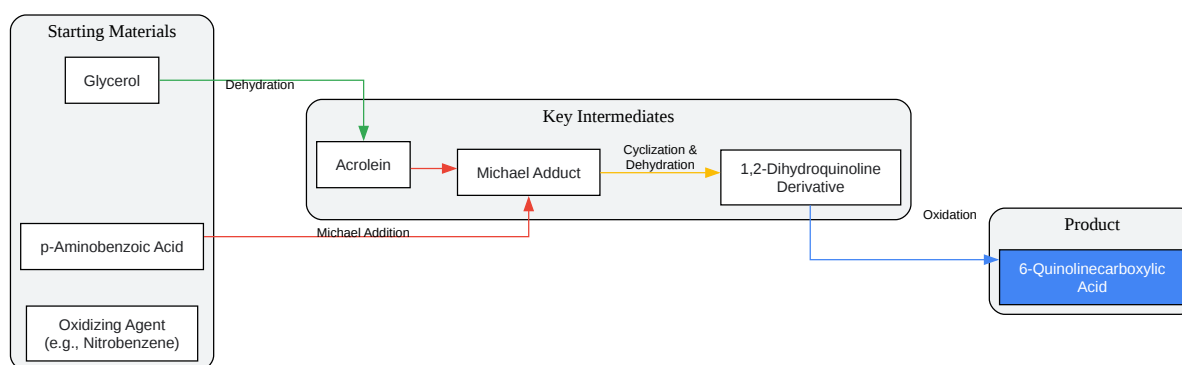 Starting Materials
Glycerol
Dehydration
Key Intermediates
Acrolein
Michael Adduct
Cyclization &
Dehydration
1,2-Dihydroquinoline
Derivative
p-Aminobenzoic Acid
Michael Addition
Oxidation
Product
6-Quinolinecarboxylic
Acid
Oxidizing Agent
(e.g., Nitrobenzene)